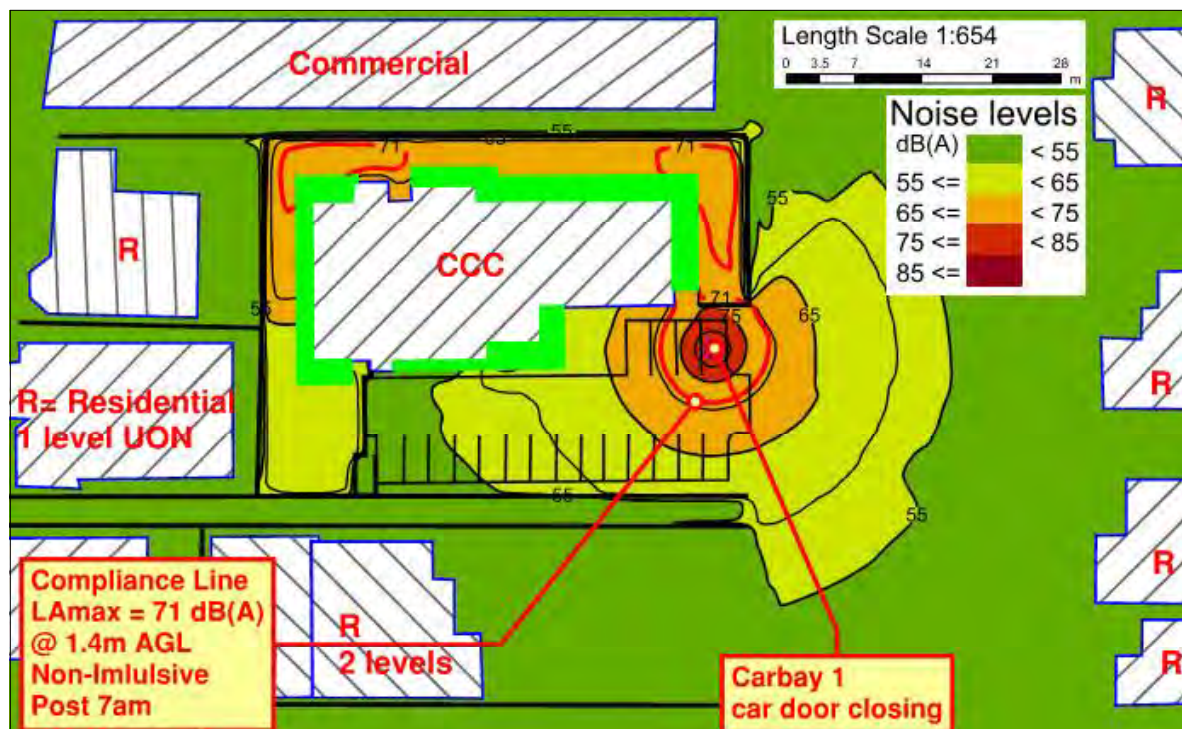 Commercial
Length Scale 1:654
0 3.5 7. 14 21 28
m
Noise levels
dB(A) < 55
55 <= < 65
65 <= < 75
75 <= < 85
85 <=
R
55
71
71
55
R
CCC
55
71
75
65
R
R= Residential
1 level UON
R
55
55
R
Compliance Line
LAmax = 71 dB(A)
@ 1.4m AGL
Non-Imlulsive
Post 7am
R
2 levels
Carbay 1
car door closing
R